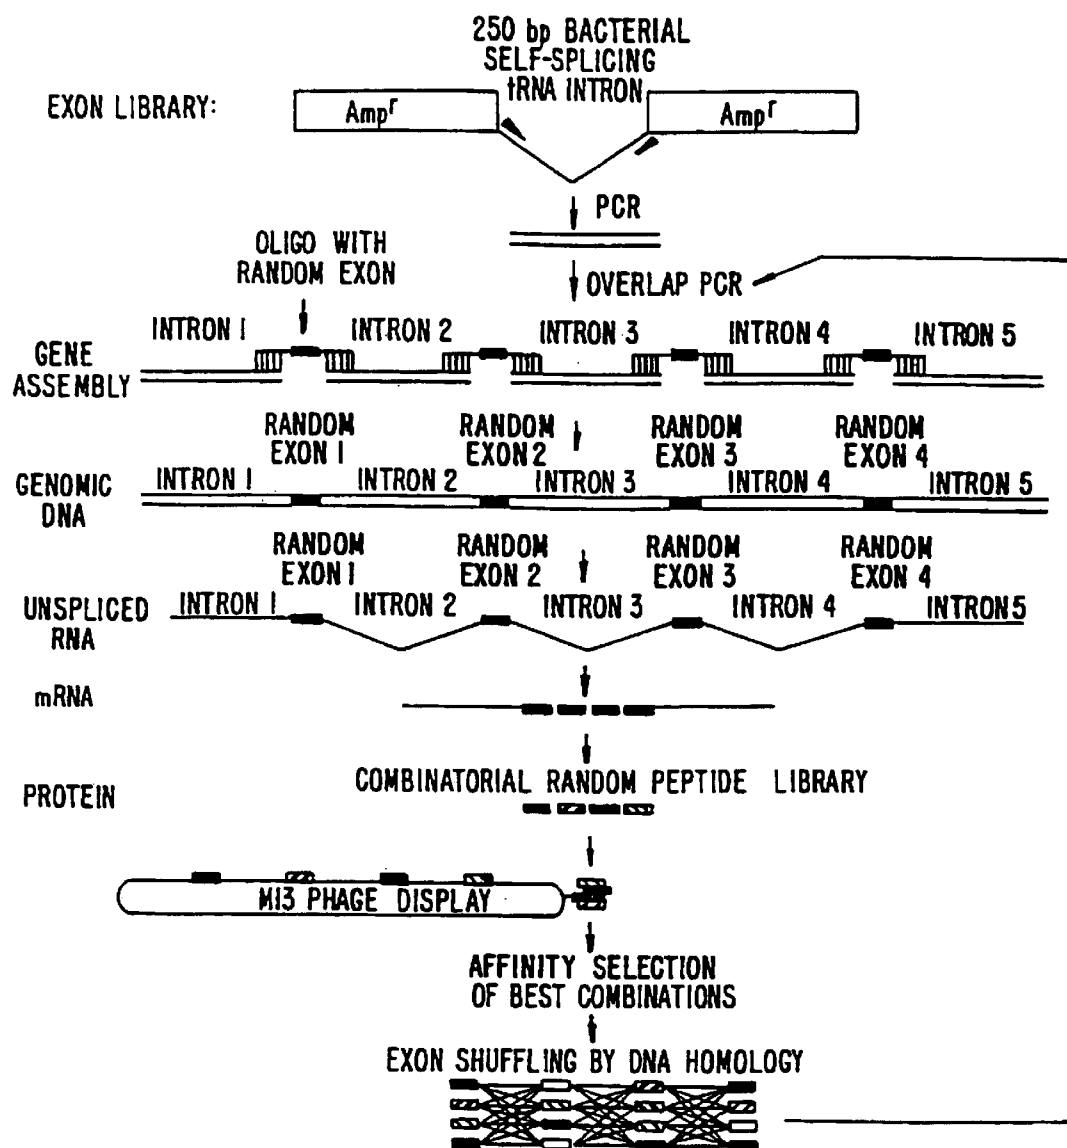 250 bp BACTERIAL
SELF-SPLICING
tRNA INTRON
EXON LIBRARY:
Ampʳ
Ampʳ
PCR
OLIGO WITH
RANDOM EXON
OVERLAP PCR
INTRON 1
INTRON 2
INTRON 3
INTRON 4
INTRON 5
GENE
ASSEMBLY
RANDOM
EXON 1
RANDOM
EXON 2
RANDOM
EXON 3
RANDOM
EXON 4
GENOMIC
DNA
INTRON 1
INTRON 2
INTRON 3
INTRON 4
INTRON 5
RANDOM
EXON 1
RANDOM
EXON 2
RANDOM
EXON 3
RANDOM
EXON 4
UNSPLICED
RNA
INTRON 1
INTRON 2
INTRON 3
INTRON 4
INTRON 5
mRNA
PROTEIN
COMBINATORIAL RANDOM PEPTIDE LIBRARY
M13 PHAGE DISPLAY
AFFINITY SELECTION
OF BEST COMBINATIONS
EXON SHUFFLING BY DNA HOMOLOGY